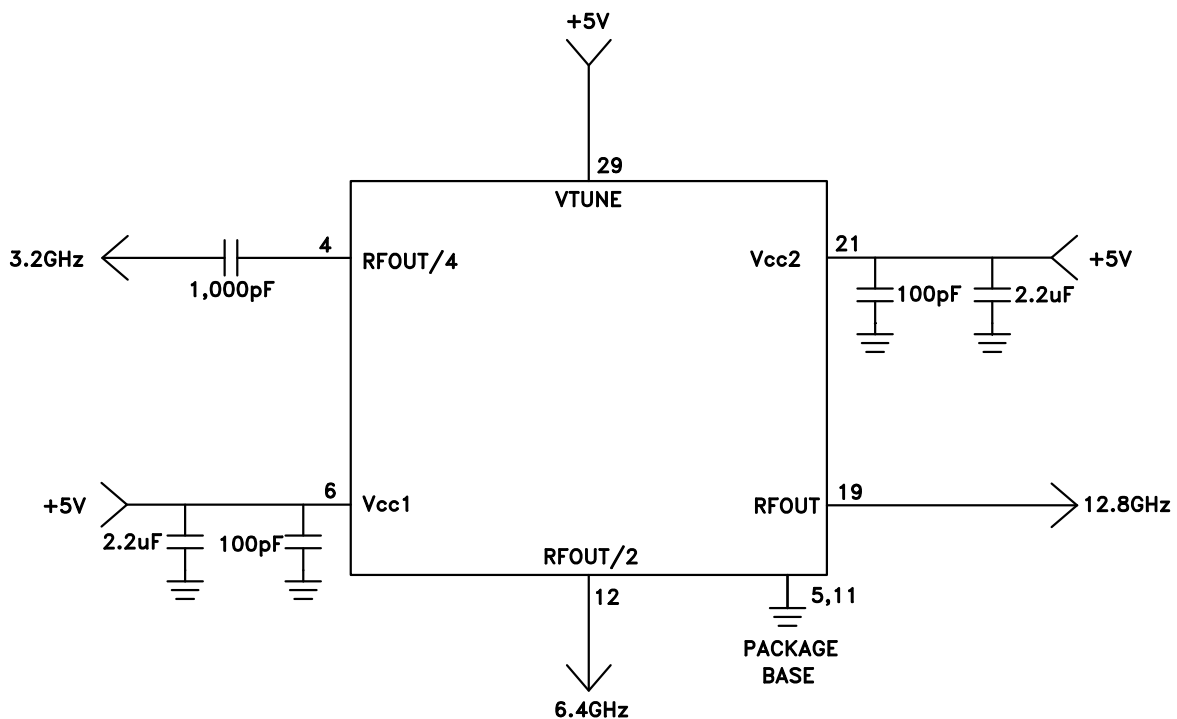 +5V
29
VTUNE
4
21
3.2GHz
RFOUT/4
Vcc2
+5V
1,000pF
100pF
2.2uF
6
19
+5V
Vcc1
RFOUT
12.8GHz
2.2uF
100pF
RFOUT/2
12
5,11
PACKAGE
BASE
6.4GHz